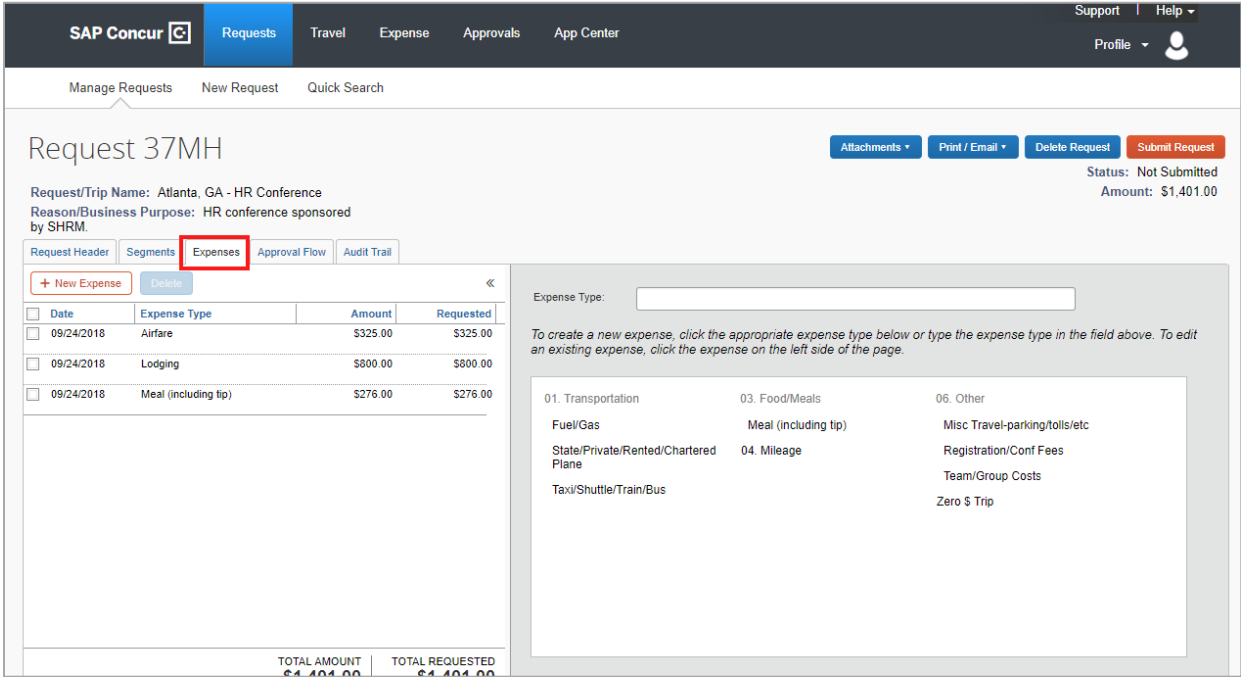 Support | Help
SAP Concur C Requests Travel Expense Approvals App Center
Profile
Manage Requests New Request Quick Search
Request 37MH
Attachments Print / Email Delete Request Submit Request
Status: Not Submitted
Amount: $1,401.00
Request/Trip Name: Atlanta, GA - HR Conference
Reason/Business Purpose: HR conference sponsored
by SHRM.
Request Header Segments Expenses Approval Flow Audit Trail
+ New Expense Delete «
Date Expense Type Amount Requested
09/24/2018 Airfare $325.00 $325.00
09/24/2018 Lodging $800.00 $800.00
09/24/2018 Meal (including tip) $276.00 $276.00
TOTAL AMOUNT TOTAL REQUESTED
$1,401.00 $1,401.00
Expense Type:
To create a new expense, click the appropriate expense type below or type the expense type in the field above. To edit
an existing expense, click the expense on the left side of the page.
01. Transportation
Fuel/Gas
State/Private/Rented/Chartered
Plane
Taxi/Shuttle/Train/Bus
03. Food/Meals
Meal (including tip)
04. Mileage
06. Other
Misc Travel-parking/tolls/etc
Registration/Conf Fees
Team/Group Costs
Zero $ Trip